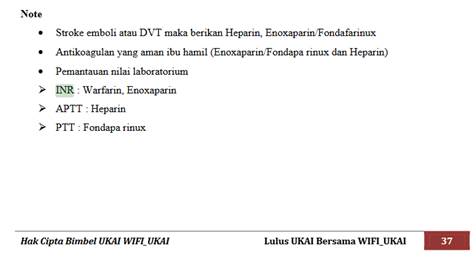 Note
• Stroke emboli atau DVT maka berikan Heparin, Enoxaparin/Fondafarinux
• Antikoagulan yang aman ibu hamil (Enoxaparin/Fondapa rinux dan Heparin)
• Pemantauan nilai laboratorium
➢ INR : Warfarin, Enoxaparin
➢ APTT : Heparin
➢ PTT : Fondapa rinux
Hak Cipta Bimbel UKAI WIFI_UKAI Lulus UKAI Bersama WIFI_UKAI 37